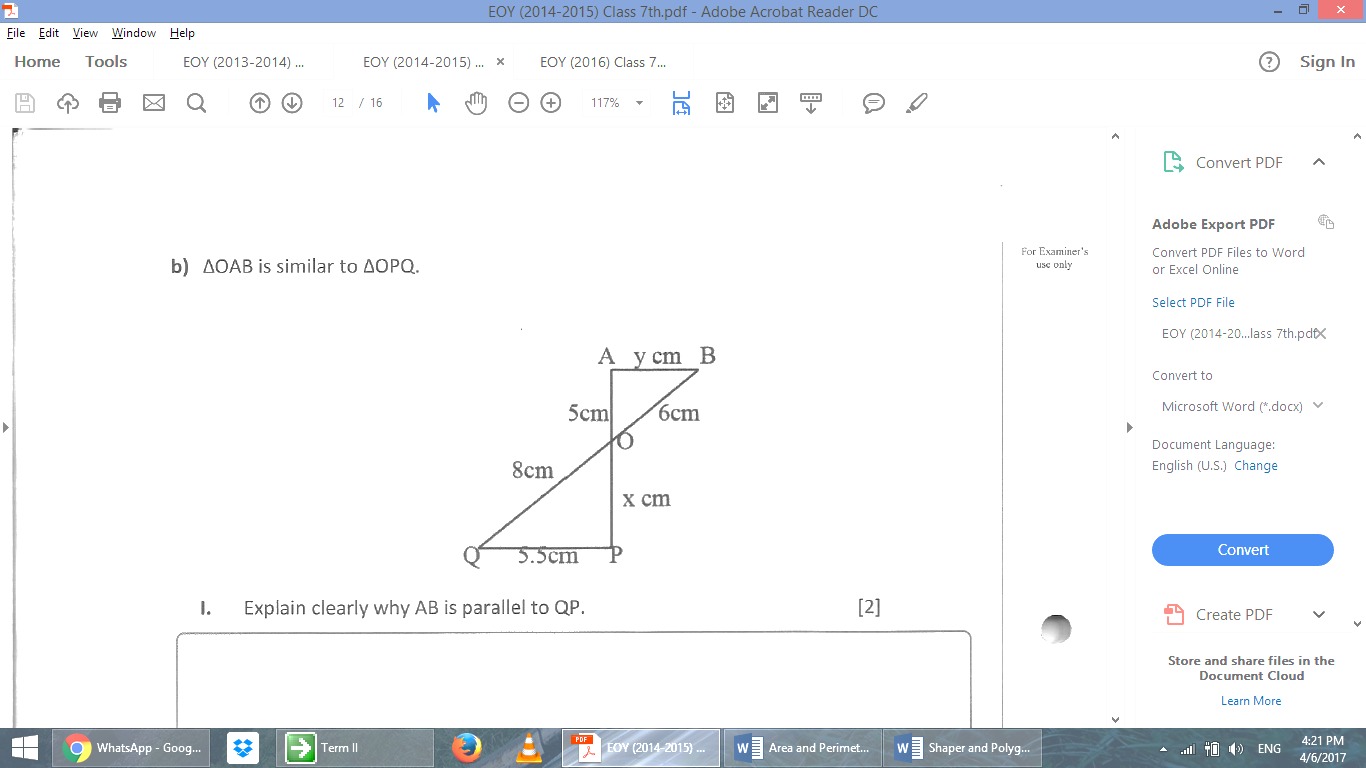 EOY (2014-2015) Class 7th.pdf - Adobe Acrobat Reader DC
File Edit View Window Help
Home Tools EOY (2013-2014) ... EOY (2014-2015) ... × EOY (2016) Class 7... ? Sign In
12 / 16 117%
Convert PDF
Adobe Export PDF
Convert PDF Files to Word
or Excel Online
Select PDF File
EOY (2014-20...lass 7th.pdf
Convert to
Microsoft Word (*.docx)
Document Language:
English (U.S.) Change
Convert
Create PDF
Store and share files in the
Document Cloud
Learn More
For Examiner's
use only
b) ΔOAB is similar to ΔOPQ.
A y cm B
5cm 6cm
O
8cm
x cm
Q 5.5cm P
I. Explain clearly why AB is parallel to QP. [2]
WhatsApp - Goog... Term II PDF EOY (2014-2015) ... Area and Perimet... Shaper and Polyg... ENG 4:21 PM
4/6/2017